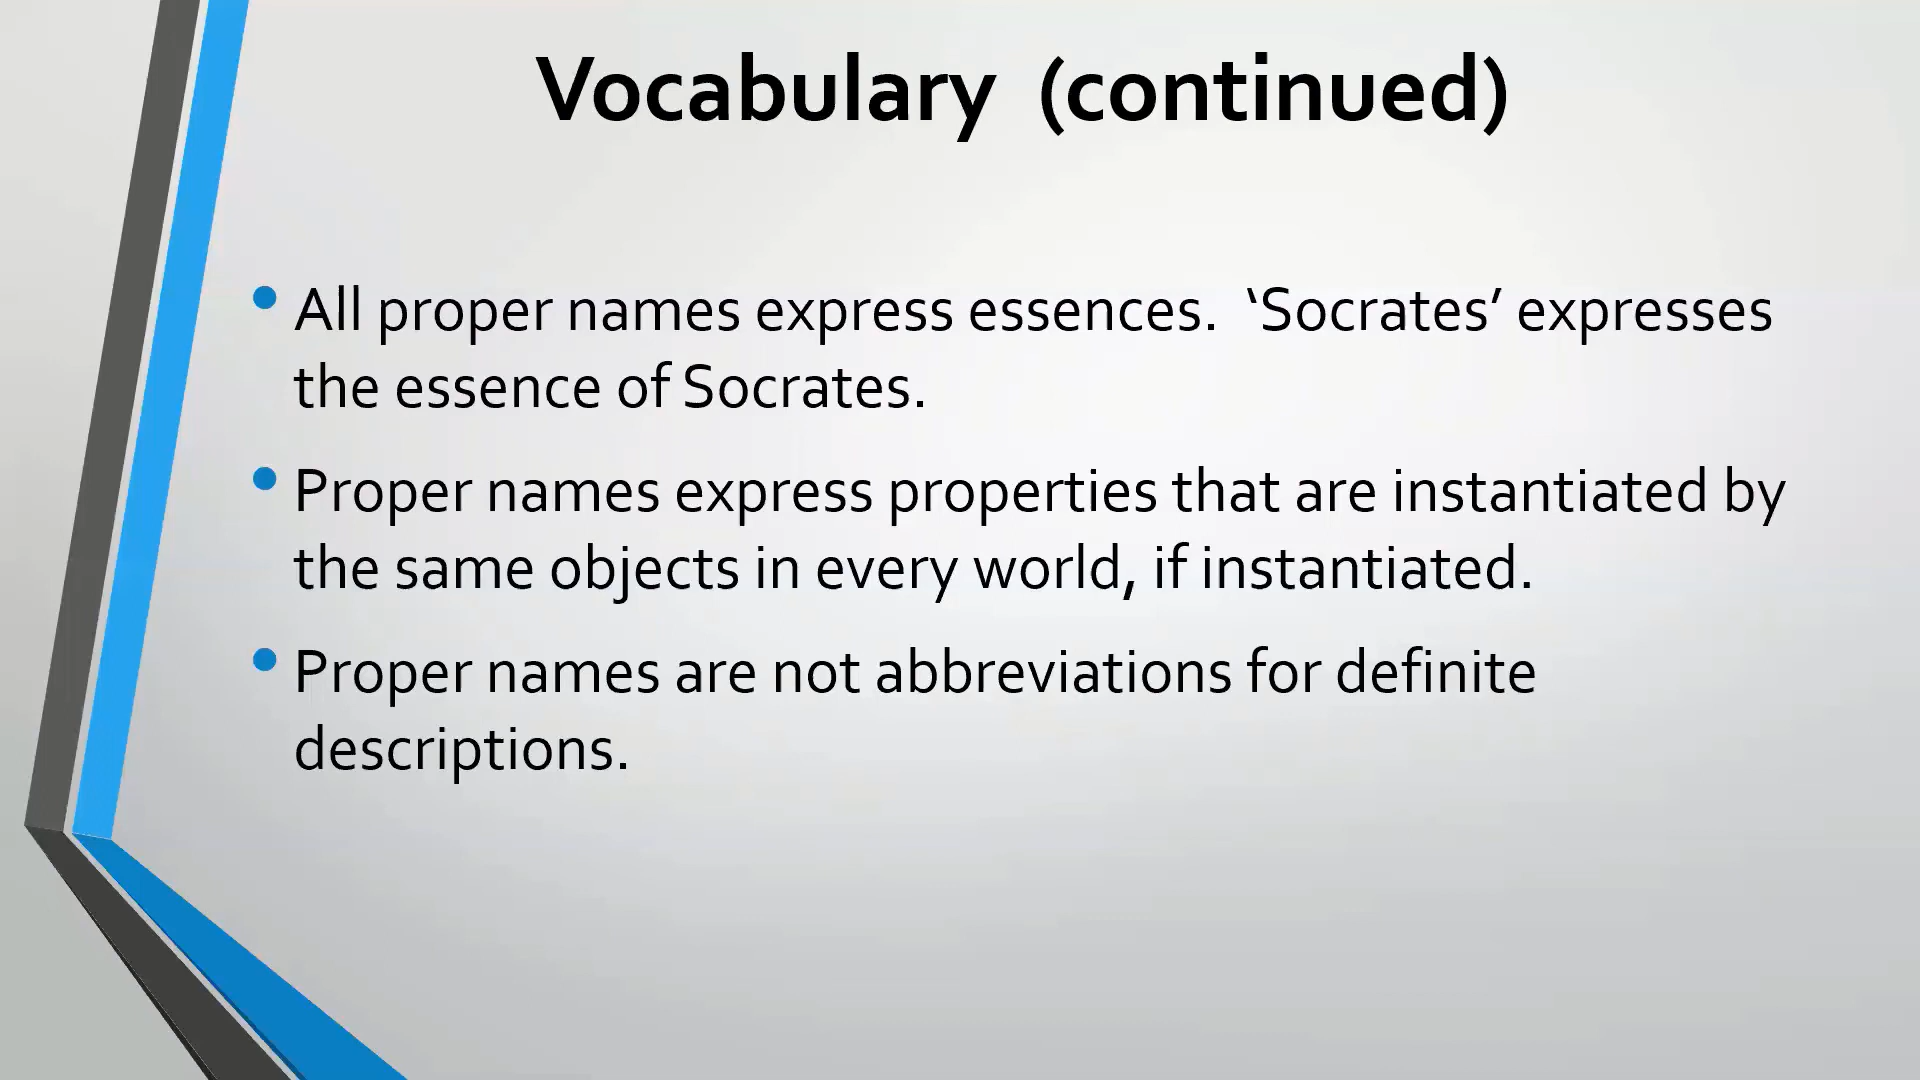 Vocabulary (continued)
• All proper names express essences. ‘Socrates’ expresses
the essence of Socrates.
• Proper names express properties that are instantiated by
the same objects in every world, if instantiated.
• Proper names are not abbreviations for definite
descriptions.